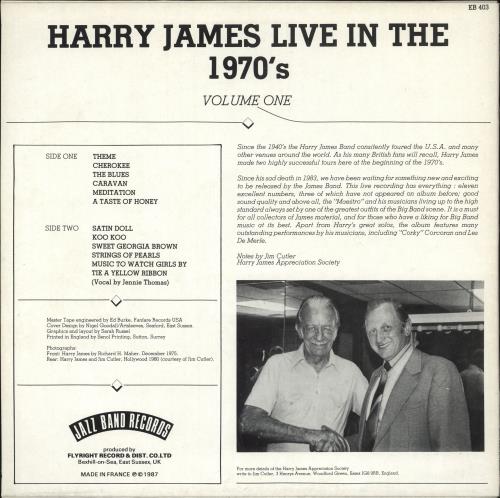 EB 403
HARRY JAMES LIVE IN THE
1970's
VOLUME ONE
SIDE ONE THEME
CHEROKEE
THE BLUES
CARAVAN
MEDITATION
A TASTE OF HONEY
SIDE TWO SATIN DOLL
KOO KOO
SWEET GEORGIA BROWN
STRINGS OF PEARLS
MUSIC TO WATCH GIRLS BY
TIE A YELLOW RIBBON
(Vocal by Jennie Thomas)
Master Tape engineered by Ed Burke, Fanfare Records USA
Cover Design by Nigel Goodall/Artsleeves, Seaford, East Sussex.
Graphics and layout by Sarah Russel
Printed in England by Senol Printing, Sutton, Surrey
Photographs:
Front: Harry James by Richard H. Maher, December 1975.
Rear: Harry James and Jim Cutler, Hollywood 1980 (courtesy of Jim Cutler).
JAZZ BAND RECORDS
produced by
FLYRIGHT RECORD & DIST. CO.LTD
Bexhill-on-Sea, East Sussex, UK
MADE IN FRANCE ℗©1987
Since the 1940's the Harry James Band consitently toured the U.S.A. and many
other venues around the world. As his many British fans will recall, Harry James
made two highly successful tours here at the beginning of the 1970's.
Since his sad death in 1983, we have been waiting for something new and exciting
to be released by the James Band. This live recording has everything : eleven
excellent numbers, three of which have not appeared on album before; good
sound quality and above all, the "Maestro" and his musicians living up to the high
standard always set by one of the greatest outfits of the Big Band scene. It is a must
for all collectors of James material, and for those who have a liking for Big Band
music at its best. Apart from Harry's great solos, the album features many
outstanding performances by his musicians, including "Corky" Corcoran and Les
De Merle.
Notes by Jim Cutler
Harry James Appreciation Society
For more details of the Harry James Appreciation Society
write to Jim Cutler, 3 Henrys Avenue, Woodford Green, Essex IG8 9RB, England.